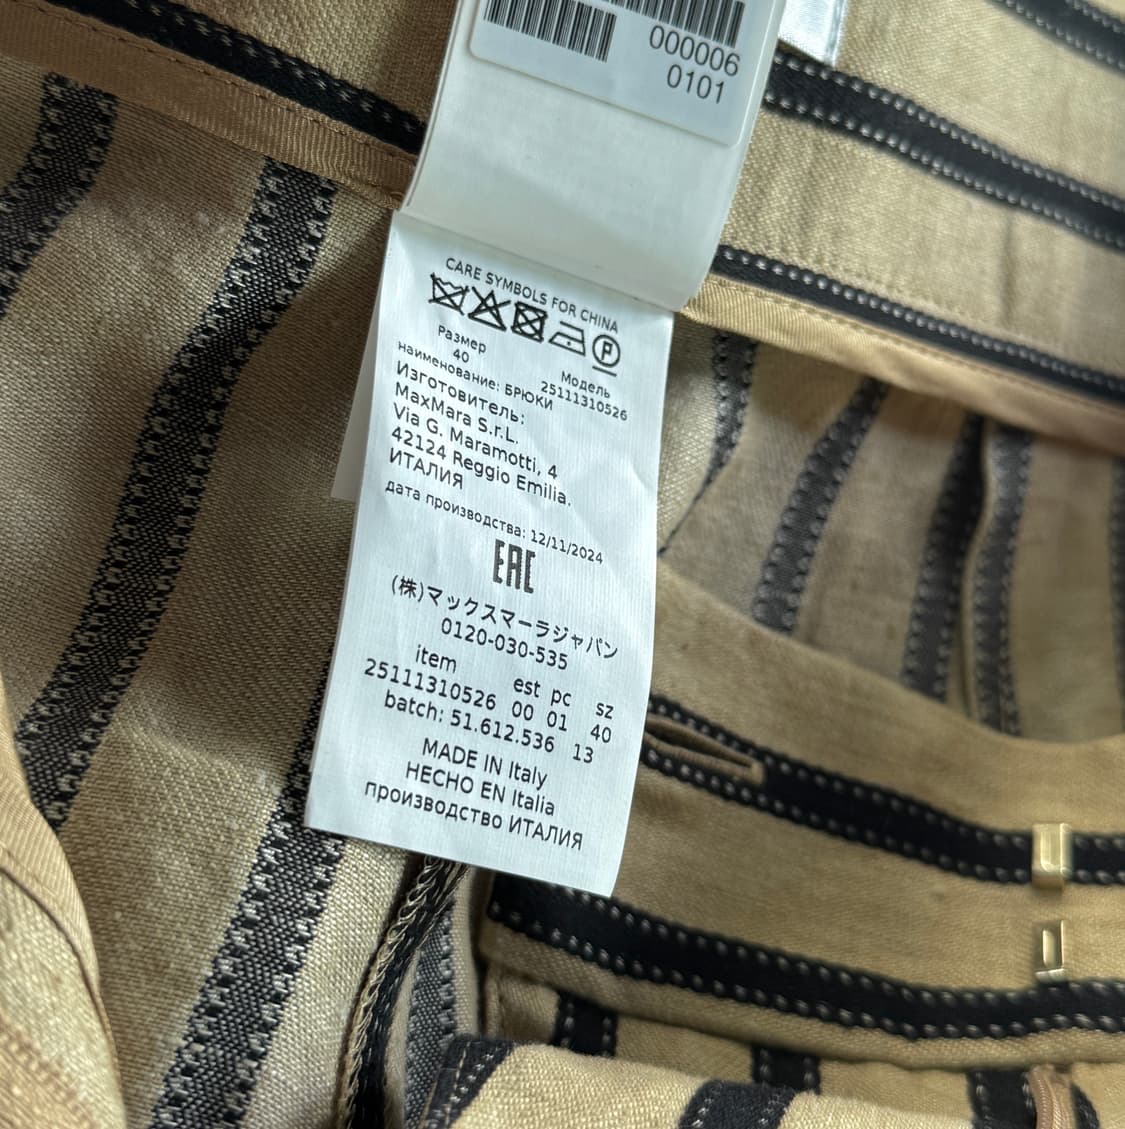 000006
0101
CARE SYMBOLS FOR CHINA
P
Размер
40
Модель
25111310526
наименование: БРЮКИ
Изготовитель:
MaxMara S.r.L.
Via G. Maramotti, 4
42124 Reggio Emilia.
ИТАЛИЯ
дата производства: 12/11/2024
EAC
(株)マックスマーラジャパン
0120-030-535
item est pc sz
25111310526 00 01 40
batch: 51.612.536 13
MADE IN Italy
HECHO EN Italia
производство ИТАЛИЯ